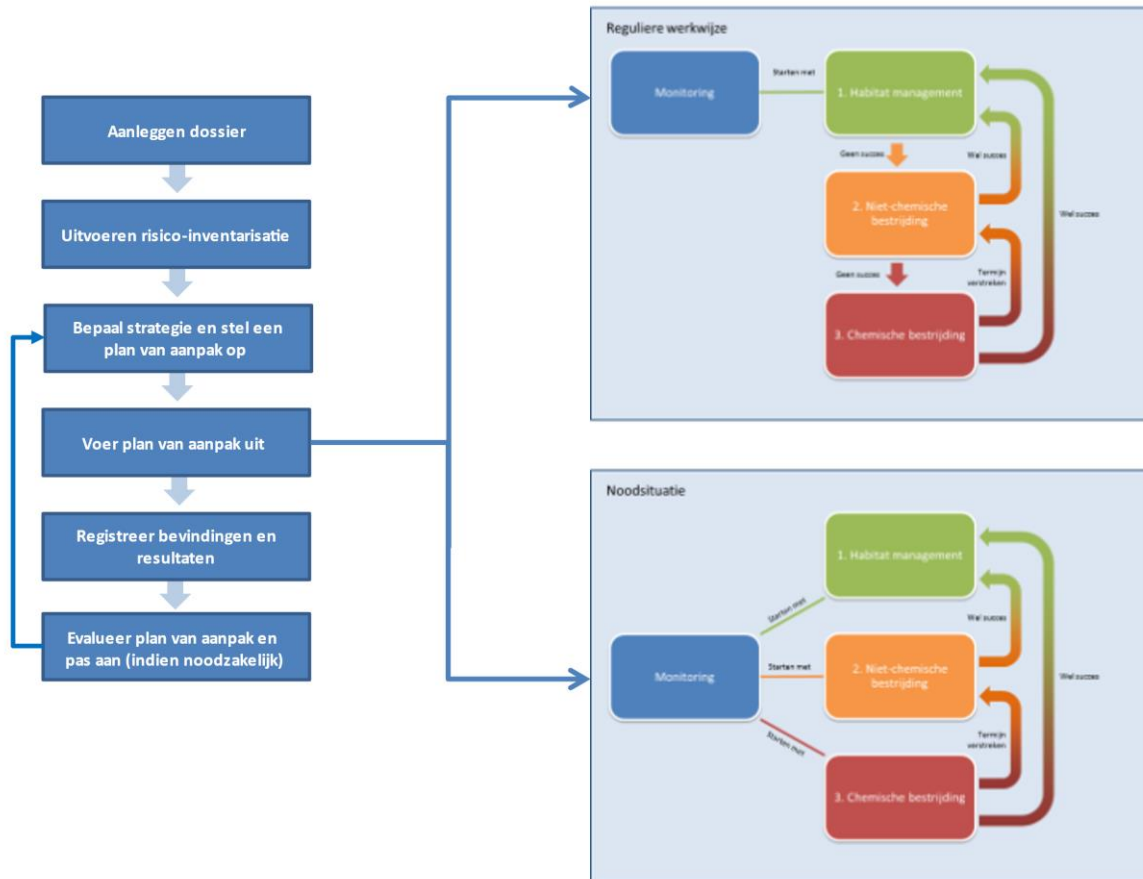 Aanleggen dossier
Uitvoeren risico-inventarisatie
Bepaal strategie en stel een
plan van aanpak op
Voer plan van aanpak uit
Registreer bevindingen en
resultaten
Evalueer plan van aanpak en
pas aan (indien noodzakelijk)
Reguliere werkwijze
Monitoring
Starten met
1. Habitat management
Geen succes
Wel succes
2. Niet-chemische
bestrijding
Wel succes
Geen succes
Termijn
verstreken
3. Chemische bestrijding
Noodsituatie
1. Habitat management
Starten met
Wel succes
Monitoring
Starten met
2. Niet-chemische
bestrijding
Wel succes
Starten met
Termijn
verstreken
3. Chemische bestrijding